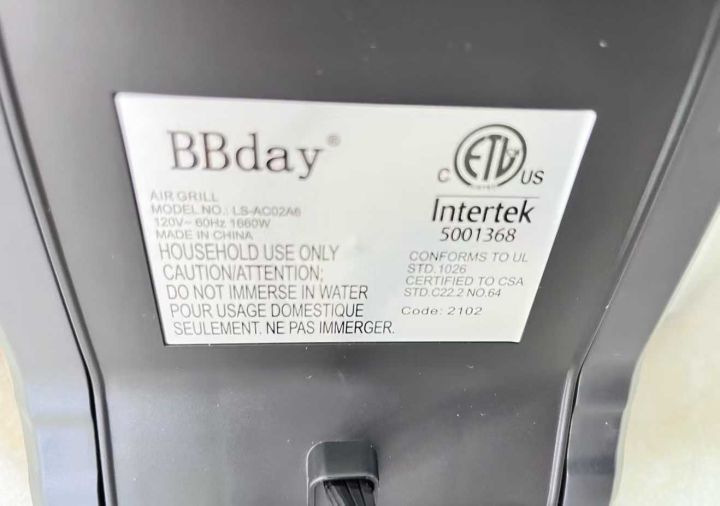 BBday®
AIR GRILL
MODEL NO.: LS-AC02A6
120V~ 60Hz 1660W
MADE IN CHINA
HOUSEHOLD USE ONLY
CAUTION/ATTENTION;
DO NOT IMMERSE IN WATER
POUR USAGE DOMESTIQUE
SEULEMENT. NE PAS IMMERGER.
C ETL US
Intertek
5001368
CONFORMS TO UL
STD.1026
CERTIFIED TO CSA
STD.C22.2 NO.64
Code: 2102